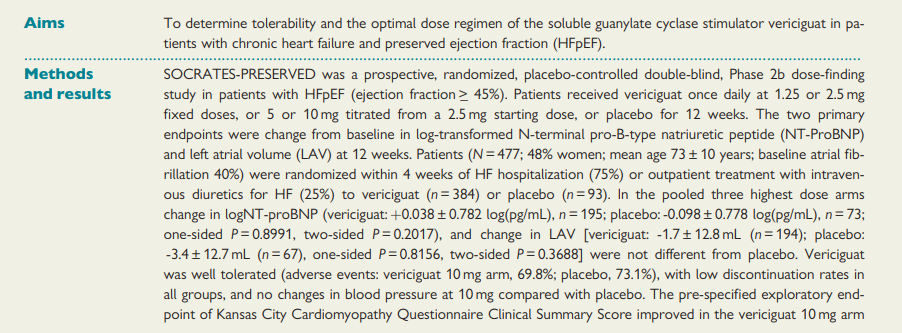 Aims
To determine tolerability and the optimal dose regimen of the soluble guanylate cyclase stimulator vericiguat in pa-
tients with chronic heart failure and preserved ejection fraction (HFpEF).
Methods
and results
SOCRATES-PRESERVED was a prospective, randomized, placebo-controlled double-blind, Phase 2b dose-finding
study in patients with HFpEF (ejection fraction ≥ 45%). Patients received vericiguat once daily at 1.25 or 2.5 mg
fixed doses, or 5 or 10 mg titrated from a 2.5 mg starting dose, or placebo for 12 weeks. The two primary
endpoints were change from baseline in log-transformed N-terminal pro-B-type natriuretic peptide (NT-ProBNP)
and left atrial volume (LAV) at 12 weeks. Patients (N = 477; 48% women; mean age 73 ± 10 years; baseline atrial fib-
rillation 40%) were randomized within 4 weeks of HF hospitalization (75%) or outpatient treatment with intraven-
ous diuretics for HF (25%) to vericiguat (n = 384) or placebo (n = 93). In the pooled three highest dose arms
change in logNT-proBNP (vericiguat: +0.038 ± 0.782 log(pg/mL), n = 195; placebo: -0.098 ± 0.778 log(pg/mL), n = 73;
one-sided P = 0.8991, two-sided P = 0.2017), and change in LAV [vericiguat: -1.7 ± 12.8 mL (n = 194); placebo:
-3.4 ± 12.7 mL (n = 67), one-sided P = 0.8156, two-sided P = 0.3688] were not different from placebo. Vericiguat
was well tolerated (adverse events: vericiguat 10 mg arm, 69.8%; placebo, 73.1%), with low discontinuation rates in
all groups, and no changes in blood pressure at 10 mg compared with placebo. The pre-specified exploratory end-
point of Kansas City Cardiomyopathy Questionnaire Clinical Summary Score improved in the vericiguat 10 mg arm